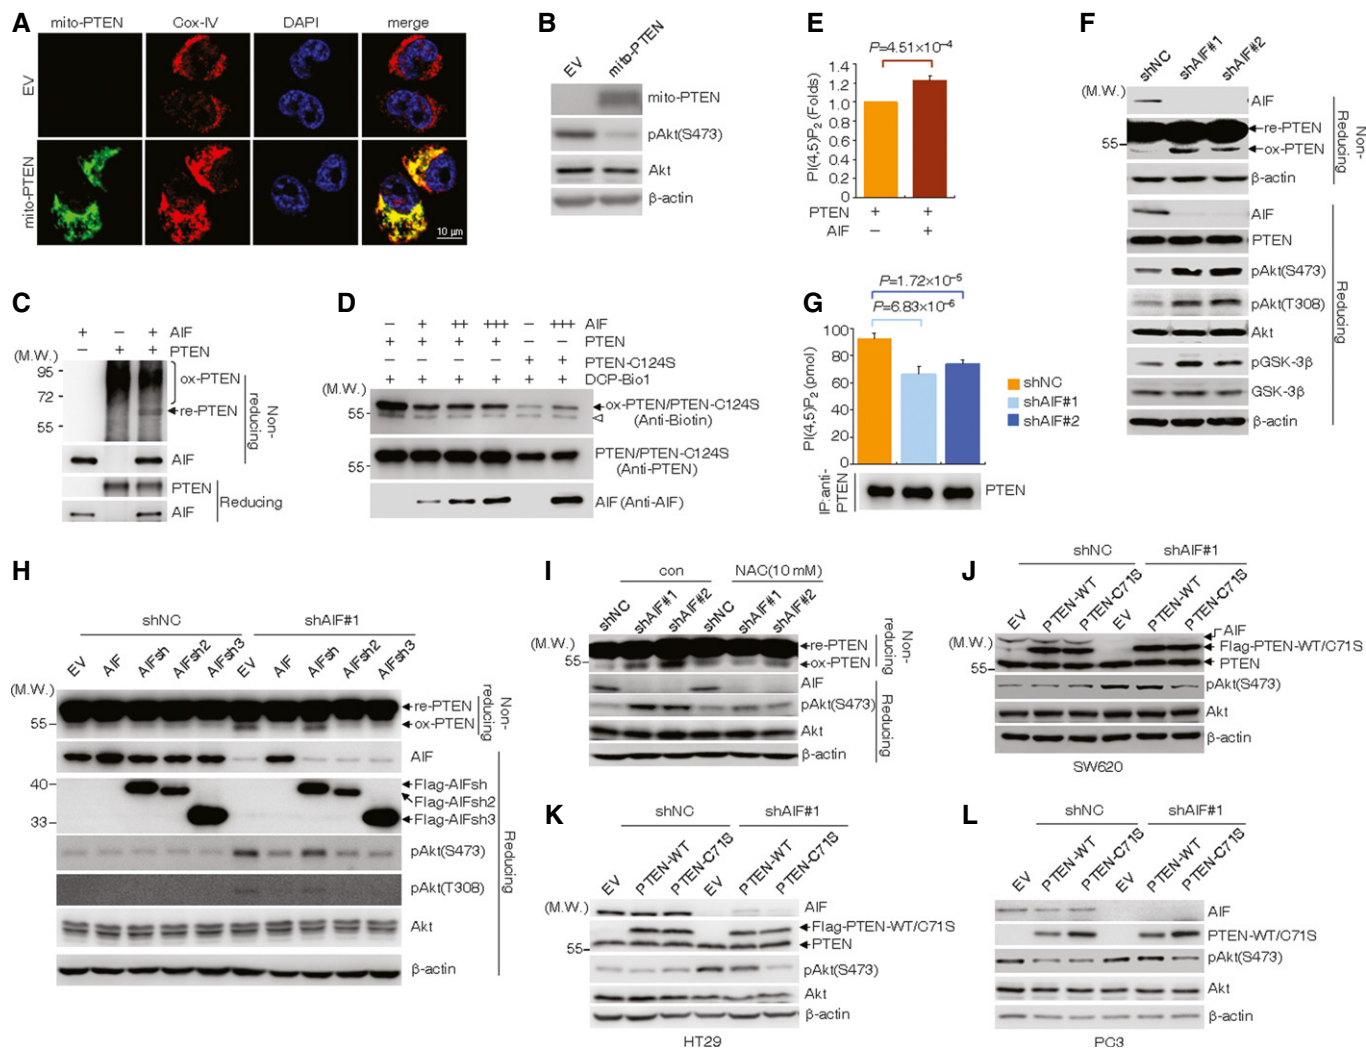 A
mito-PTEN
Cox-IV
DAPI
merge
EV
mito-PTEN
10 µm
B
EV
mito-PTEN
mito-PTEN
pAkt(S473)
Akt
β-actin
C
+ – + AIF
– + + PTEN
(M.W.)
95
72
55
ox-PTEN
re-PTEN
AIF
Non-reducing
PTEN
AIF
Reducing
D
– + ++ +++ – +++ AIF
+ + + + – – PTEN
– – – – + + PTEN-C124S
+ + + + + + DCP-Bio1
(M.W.)
55
ox-PTEN/PTEN-C124S
(Anti-Biotin)
55
PTEN/PTEN-C124S
(Anti-PTEN)
AIF (Anti-AIF)
E
P=4.51×10–4
PI(4,5)P2 (Folds)
1.4
1.2
1.0
0.8
0.6
0.4
0.2
0
PTEN + +
AIF – +
F
shNC
shAIF#1
shAIF#2
(M.W.)
AIF
re-PTEN
55
ox-PTEN
β-actin
Non-Reducing
AIF
PTEN
pAkt(S473)
pAkt(T308)
Akt
pGSK-3β
GSK-3β
β-actin
Reducing
G
P=1.72×10–5
P=6.83×10–6
PI(4,5)P2 (pmol)
100
80
60
40
20
0
shNC
shAIF#1
shAIF#2
IP:anti-PTEN
PTEN
H
shNC
shAIF#1
EV AIF AIFsh AIFsh2 AIFsh3 EV AIF AIFsh AIFsh2 AIFsh3
(M.W.)
re-PTEN
55
ox-PTEN
Non-reducing
AIF
40
Flag-AIFsh
Flag-AIFsh2
33
Flag-AIFsh3
pAkt(S473)
pAkt(T308)
Akt
β-actin
Reducing
I
con
NAC(10 mM)
shNC shAIF#1 shAIF#2 shNC shAIF#1 shAIF#2
(M.W.)
re-PTEN
55
ox-PTEN
Non-reducing
AIF
pAkt(S473)
Akt
β-actin
Reducing
J
shNC
shAIF#1
EV PTEN-WT PTEN-C71S EV PTEN-WT PTEN-C71S
(M.W.)
AIF
Flag-PTEN-WT/C71S
55
PTEN
pAkt(S473)
Akt
β-actin
SW620
K
shNC
shAIF#1
EV PTEN-WT PTEN-C71S EV PTEN-WT PTEN-C71S
(M.W.)
AIF
Flag-PTEN-WT/C71S
55
PTEN
pAkt(S473)
Akt
β-actin
HT29
L
shNC
shAIF#1
EV PTEN-WT PTEN-C71S EV PTEN-WT PTEN-C71S
AIF
PTEN-WT/C71S
pAkt(S473)
Akt
β-actin
PC3